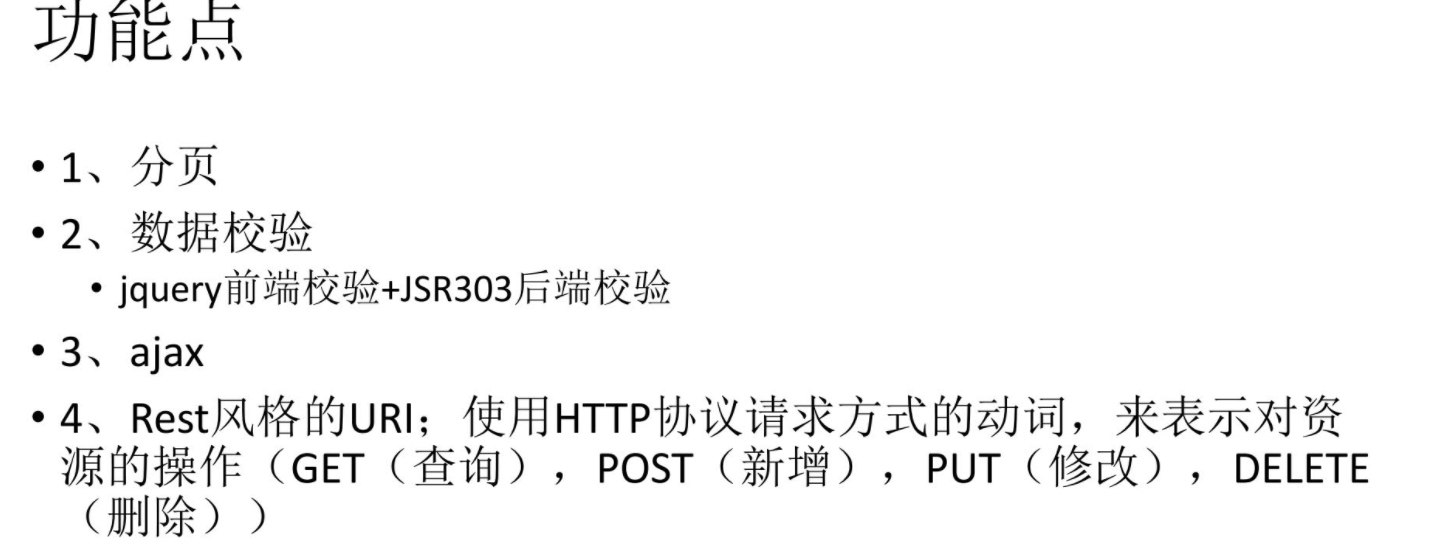 功能点
• 1、分页
• 2、数据校验
• jquery前端校验+JSR303后端校验
• 3、ajax
• 4、Rest风格的URI；使用HTTP协议请求方式的动词，来表示对资
源的操作（GET（查询），POST（新增），PUT（修改），DELETE
（删除））